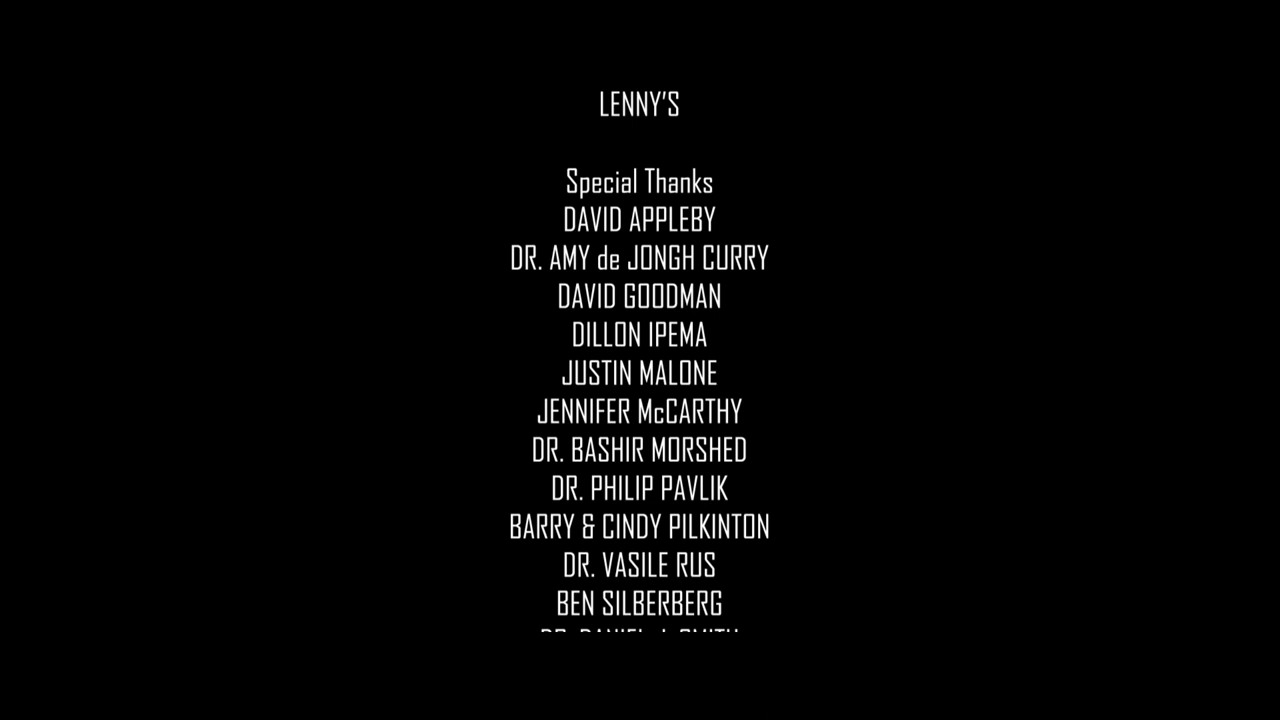 LENNY'S
Special Thanks
DAVID APPLEBY
DR. AMY de JONGH CURRY
DAVID GOODMAN
DILLON IPEMA
JUSTIN MALONE
JENNIFER McCARTHY
DR. BASHIR MORSHED
DR. PHILIP PAVLIK
BARRY & CINDY PILKINTON
DR. VASILE RUS
BEN SILBERBERG